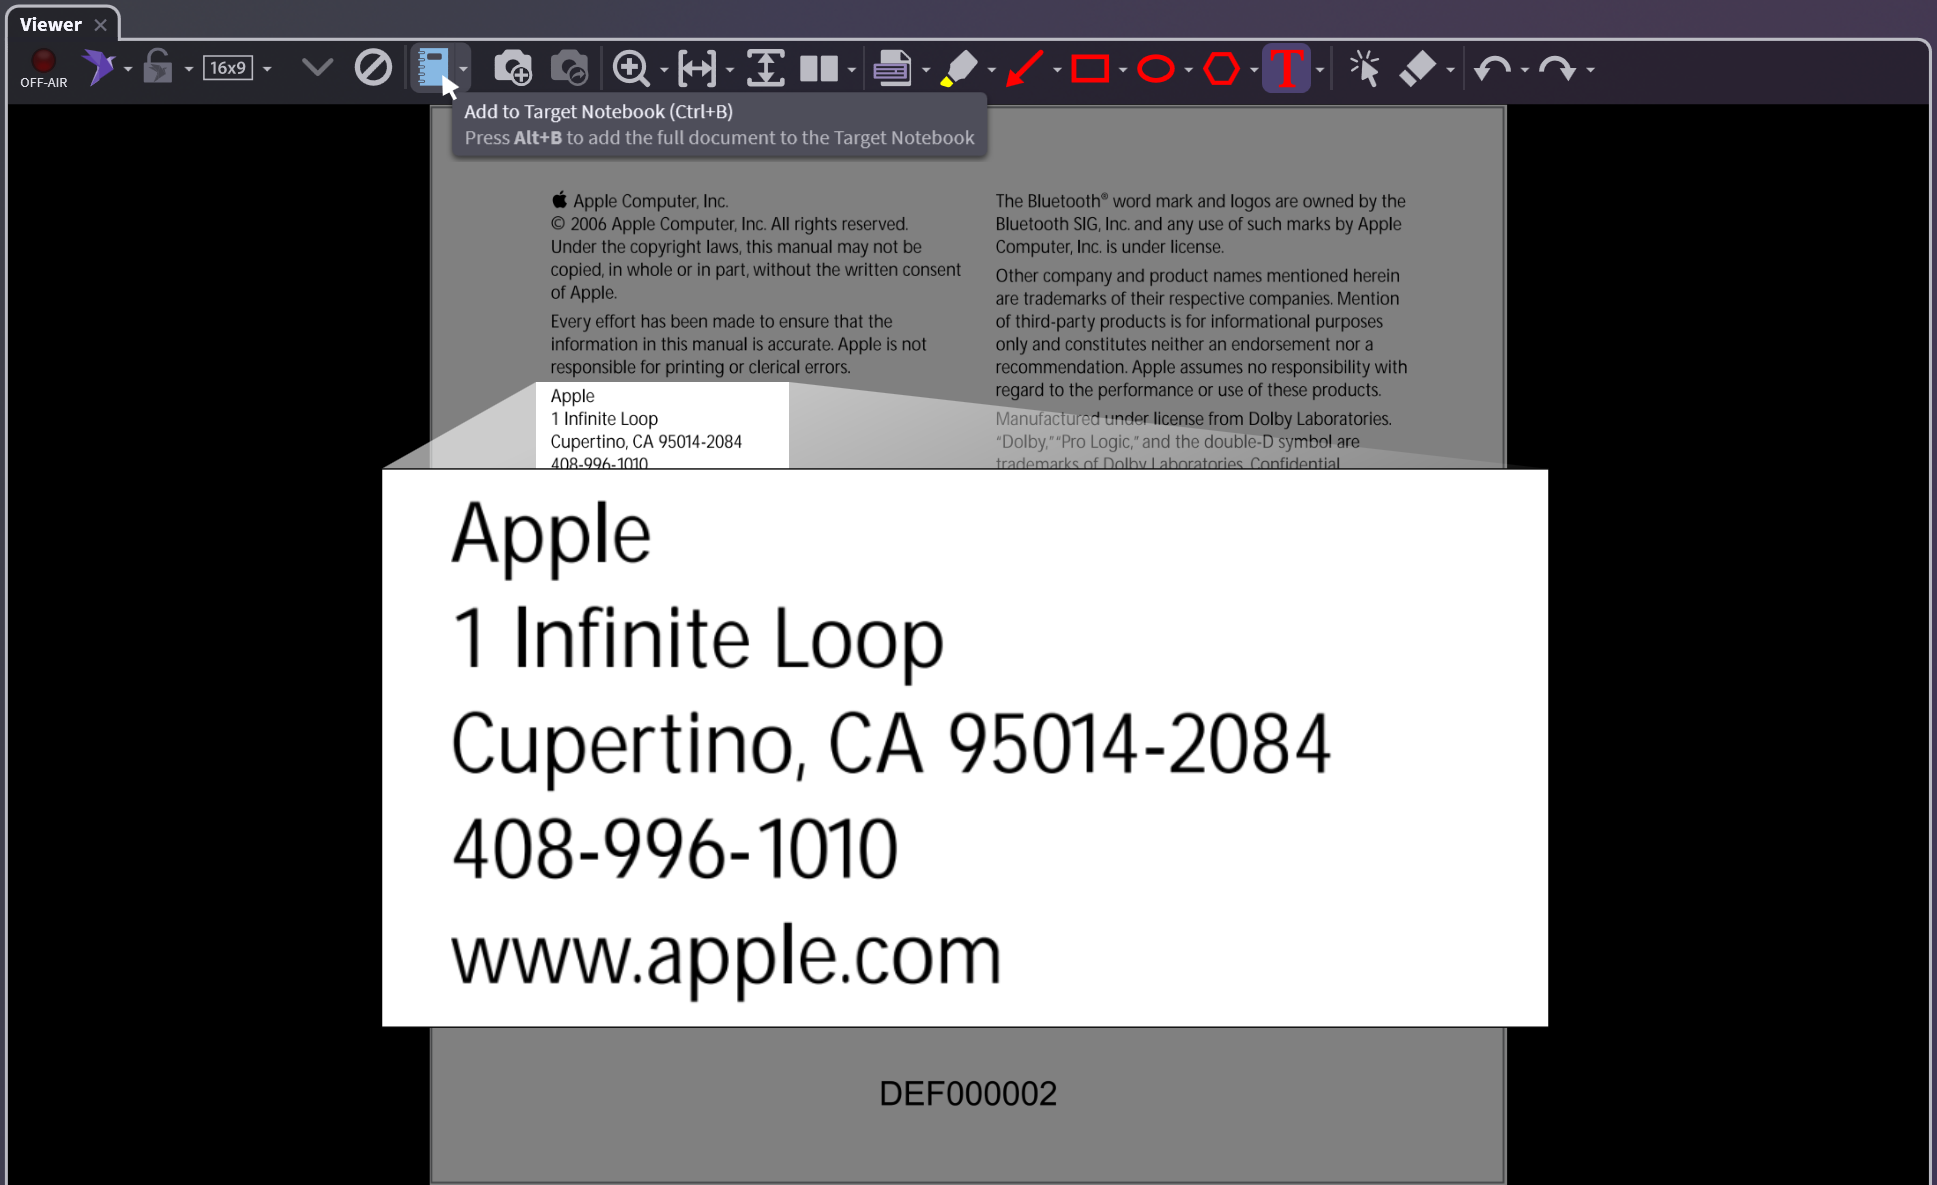 Viewer
OFF-AIR
16x9
T
Add to Target Notebook (Ctrl+B)
Press Alt+B to add the full document to the Target Notebook
Apple Computer, Inc.
© 2006 Apple Computer, Inc. All rights reserved.
Under the copyright laws, this manual may not be
copied, in whole or in part, without the written consent
of Apple.
Every effort has been made to ensure that the
information in this manual is accurate. Apple is not
responsible for printing or clerical errors.
Apple
1 Infinite Loop
Cupertino, CA 95014-2084
408-996-1010
The Bluetooth® word mark and logos are owned by the
Bluetooth SIG, Inc. and any use of such marks by Apple
Computer, Inc. is under license.
Other company and product names mentioned herein
are trademarks of their respective companies. Mention
of third-party products is for informational purposes
only and constitutes neither an endorsement nor a
recommendation. Apple assumes no responsibility with
regard to the performance or use of these products.
Manufactured under license from Dolby Laboratories.
“Dolby,” “Pro Logic,” and the double-D symbol are
trademarks of Dolby Laboratories. Confidential
Apple
1 Infinite Loop
Cupertino, CA 95014-2084
408-996-1010
www.apple.com
DEF000002